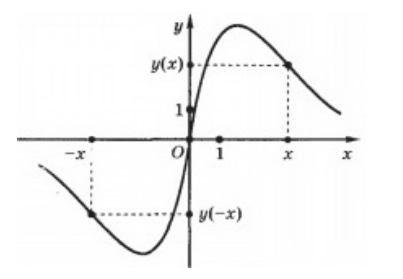 y
y(x)
1
−x O 1 x x
y(−x)